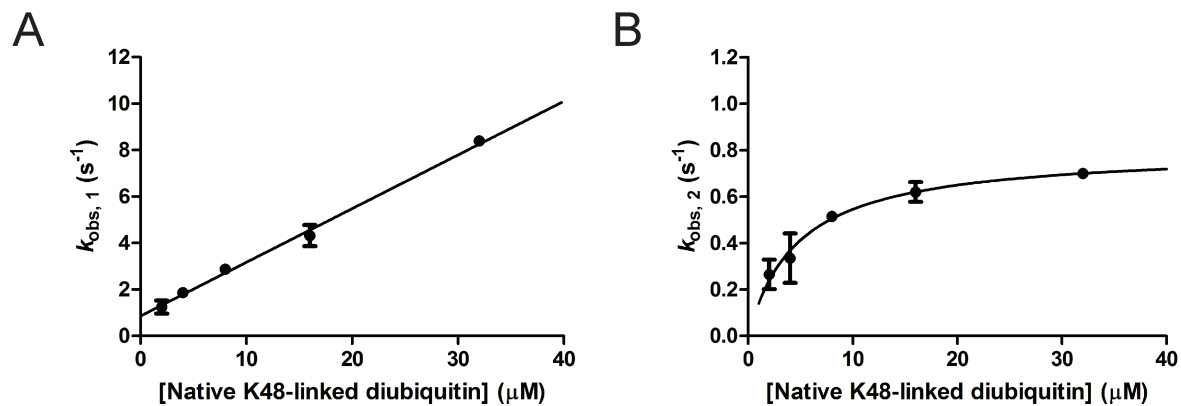 A
12
10
8
6
4
2
0
kobs, 1 (s-1)
0 10 20 30 40
[Native K48-linked diubiquitin] (μM)
B
1.2
1.0
0.8
0.6
0.4
0.2
0.0
kobs, 2 (s-1)
0 10 20 30 40
[Native K48-linked diubiquitin] (μM)